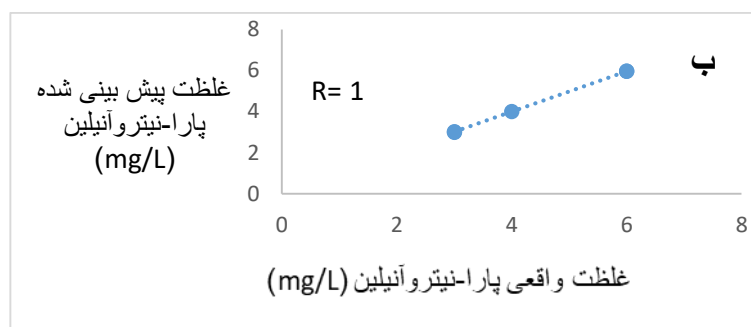 8
6
4
2
0
غلظت پیش بینی شده
پارا-نیتروآنیلین
(mg/L)
R= 1
ب
0 2 4 6 8
غلظت واقعی پارا-نیتروآنیلین (mg/L)